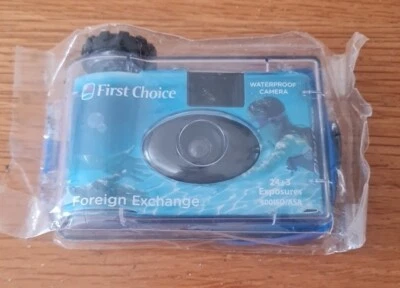 First Choice
WATERPROOF
CAMERA
24+3
Exposures
Foreign Exchange